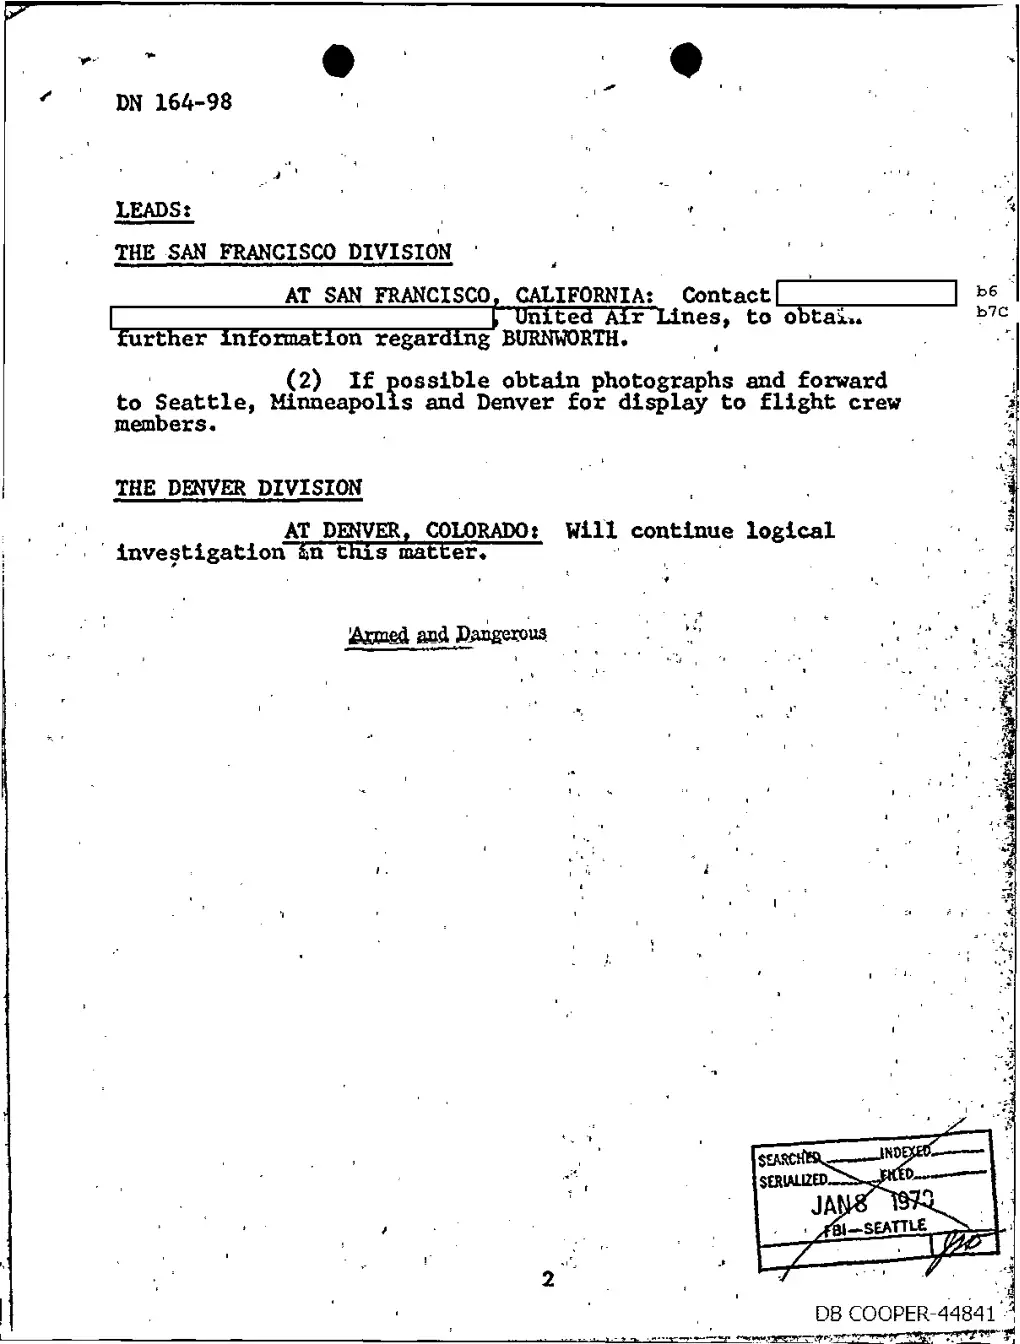 DN 164-98
LEADS:
THE SAN FRANCISCO DIVISION
AT SAN FRANCISCO, CALIFORNIA: Contact
b6
b7C
, United Air Lines, to obtain
further information regarding BURNWORTH.
(2) If possible obtain photographs and forward
to Seattle, Minneapolis and Denver for display to flight crew
members.
THE DENVER DIVISION
AT DENVER, COLORADO: Will continue logical
investigation in this matter.
Armed and Dangerous
SEARCHED INDEXED
SERIALIZED FILED
JAN 8 1973
FBI—SEATTLE
2
DB COOPER-44841